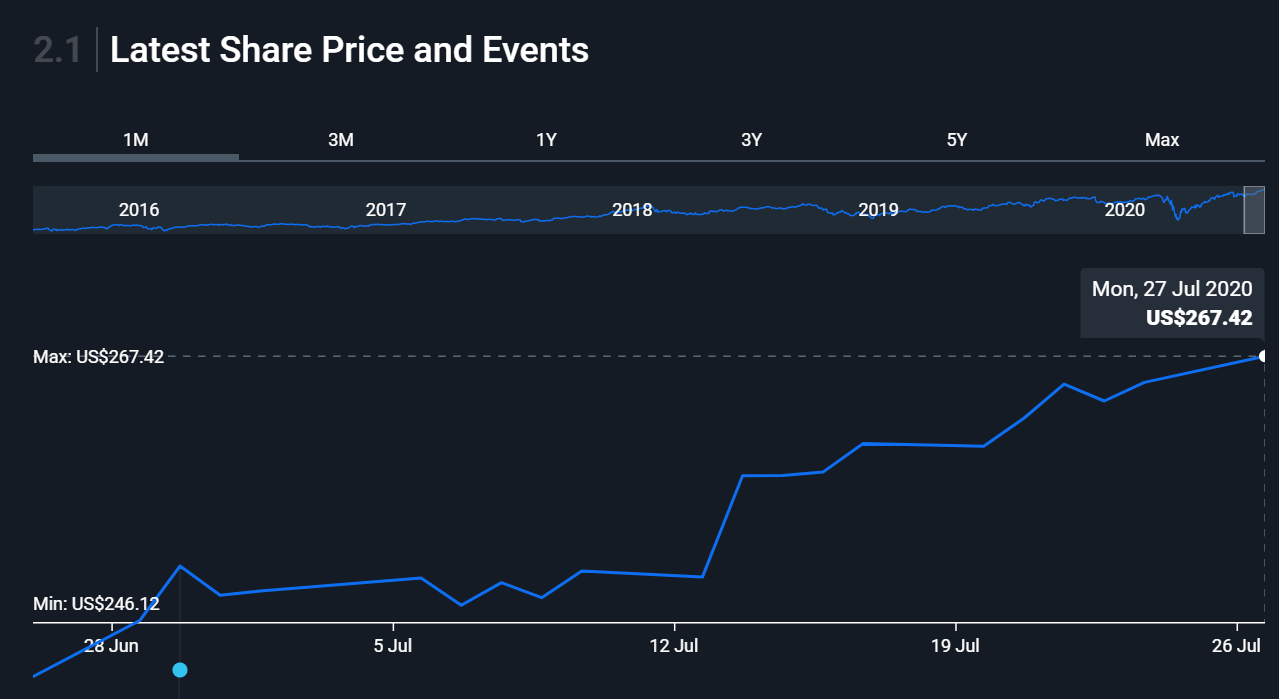 2.1 Latest Share Price and Events
1M 3M 1Y 3Y 5Y Max
2016 2017 2018 2019 2020
Mon, 27 Jul 2020
US$267.42
Max: US$267.42
Min: US$246.12
28 Jun 5 Jul 12 Jul 19 Jul 26 Jul